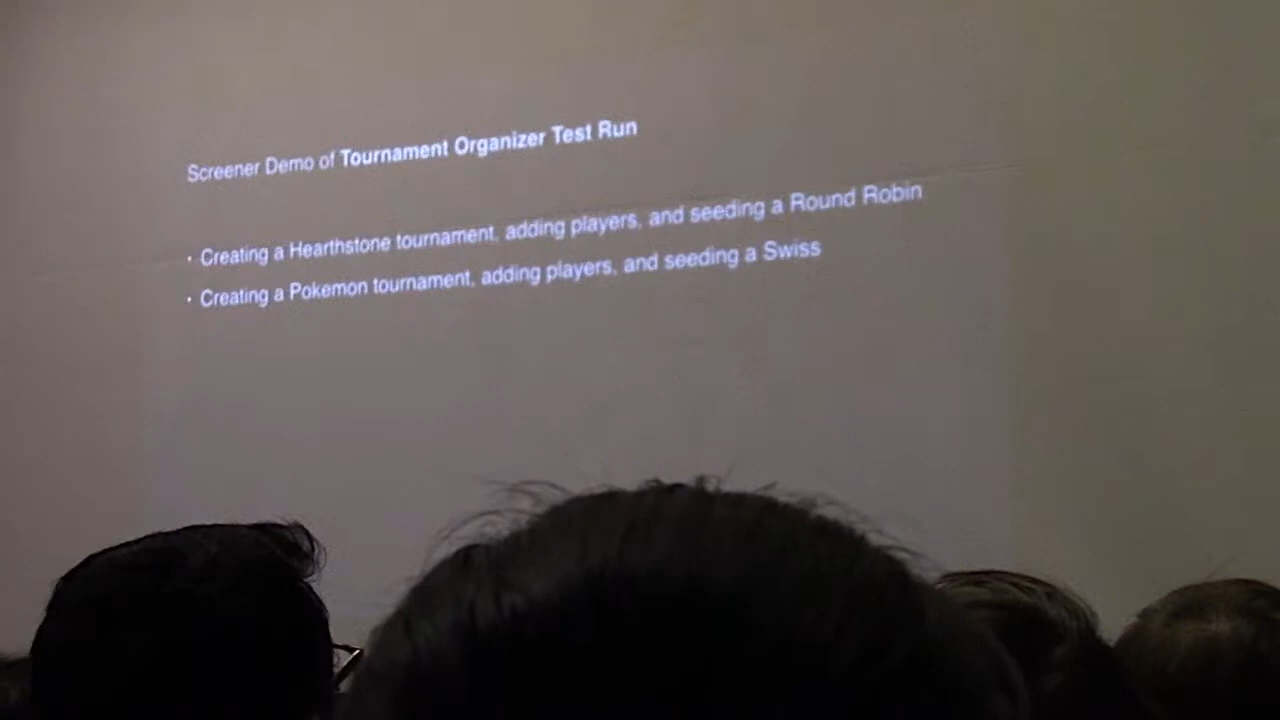 Screener Demo of Tournament Organizer Test Run
• Creating a Hearthstone tournament, adding players, and seeding a Round Robin
• Creating a Pokemon tournament, adding players, and seeding a Swiss